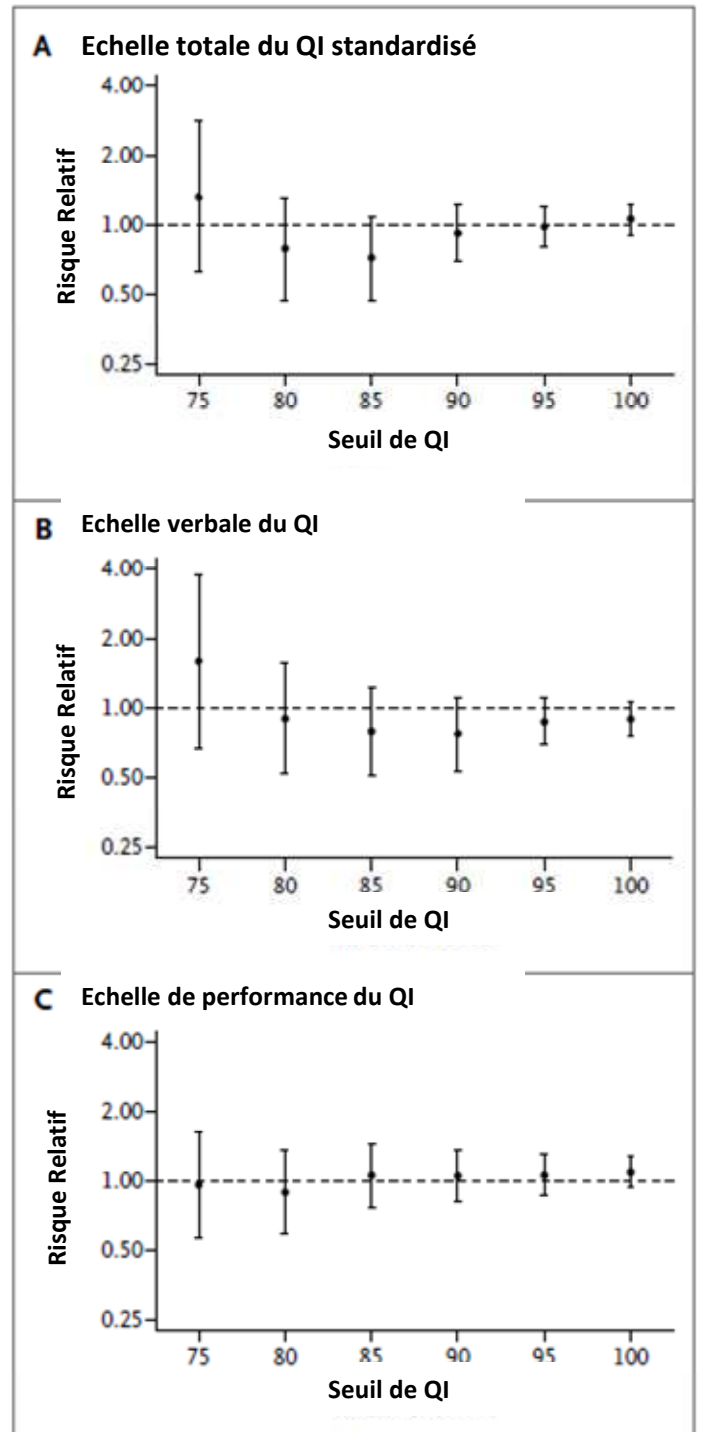 A Echelle totale du QI standardisé
4.00
2.00
1.00
0.50
0.25
Risque Relatif
75 80 85 90 95 100
Seuil de QI
B Echelle verbale du QI
4.00
2.00
1.00
0.50
0.25
Risque Relatif
75 80 85 90 95 100
Seuil de QI
C Echelle de performance du QI
4.00
2.00
1.00
0.50
0.25
Risque Relatif
75 80 85 90 95 100
Seuil de QI